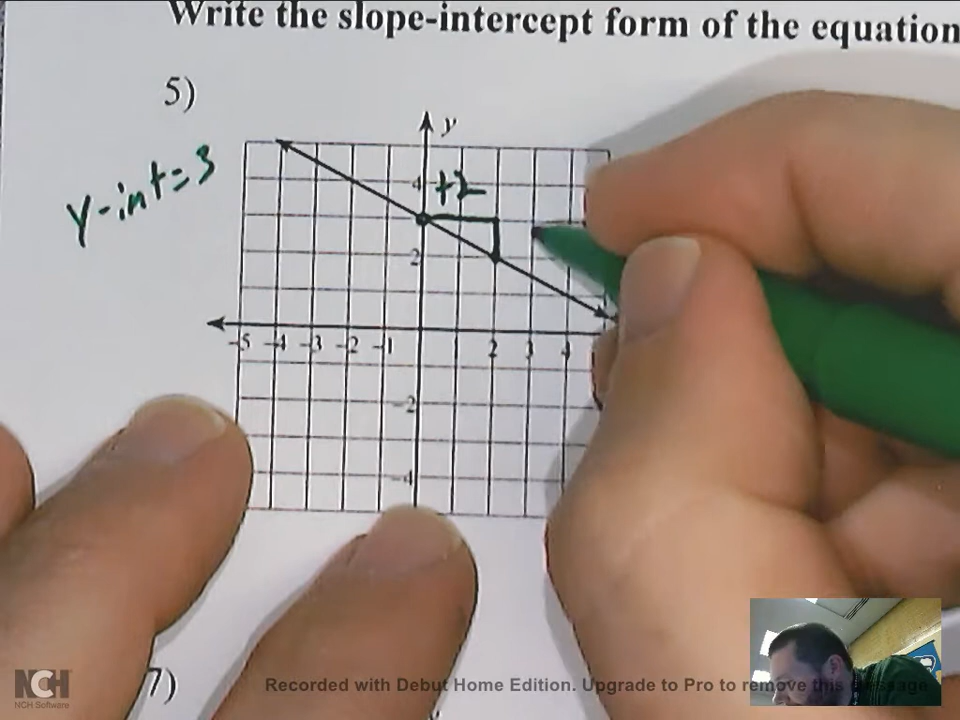 Write the slope-intercept form of the equation
5)
y
y-int=3
4
+2
2
-5 -4 -3 -2 -1 2 3 4
-2
-4
7)
NCH
NCH Software
Recorded with Debut Home Edition. Upgrade to Pro to remove this message